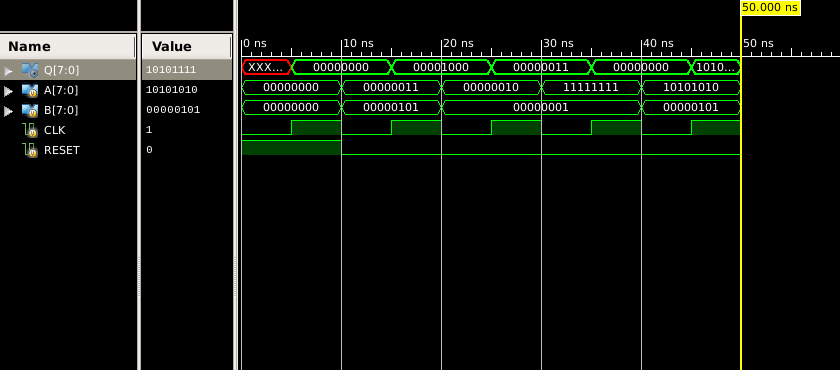 50.000 ns
Name Value 0 ns 10 ns 20 ns 30 ns 40 ns 50 ns
Q[7:0] 10101111 XXX... 00000000 00001000 00000011 00000000 1010...
A[7:0] 10101010 00000000 00000011 00000010 11111111 10101010
B[7:0] 00000101 00000000 00000101 00000001 00000101
CLK 1
RESET 0